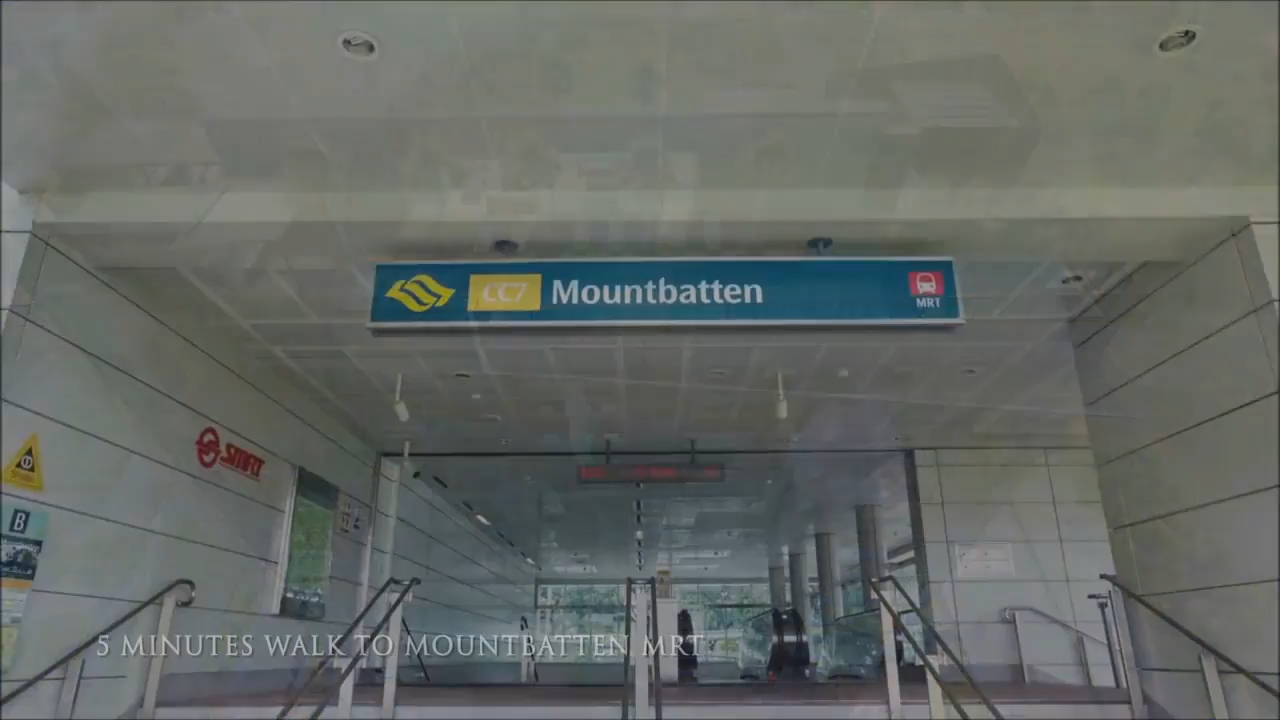 CC7 Mountbatten
MRT
SMRT
B
5 MINUTES WALK TO MOUNTBATTEN MRT